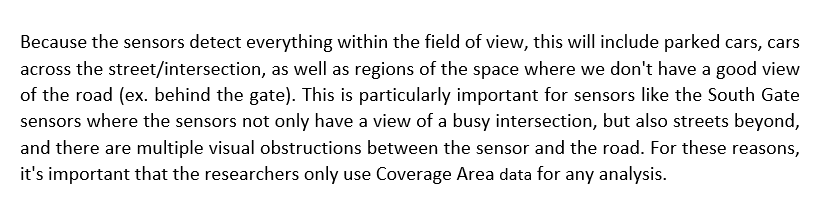 Because the sensors detect everything within the field of view, this will include parked cars, cars
across the street/intersection, as well as regions of the space where we don't have a good view
of the road (ex. behind the gate). This is particularly important for sensors like the South Gate
sensors where the sensors not only have a view of a busy intersection, but also streets beyond,
and there are multiple visual obstructions between the sensor and the road. For these reasons,
it's important that the researchers only use Coverage Area data for any analysis.